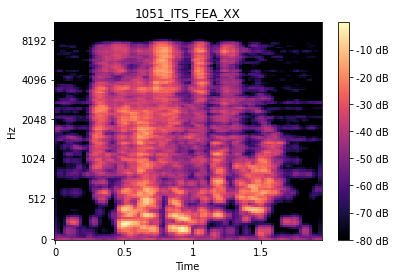 1051_ITS_FEA_XX
8192
4096
2048
1024
512
0
Hz
0
0.5
1
1.5
Time
-10 dB
-20 dB
-30 dB
-40 dB
-50 dB
-60 dB
-70 dB
-80 dB